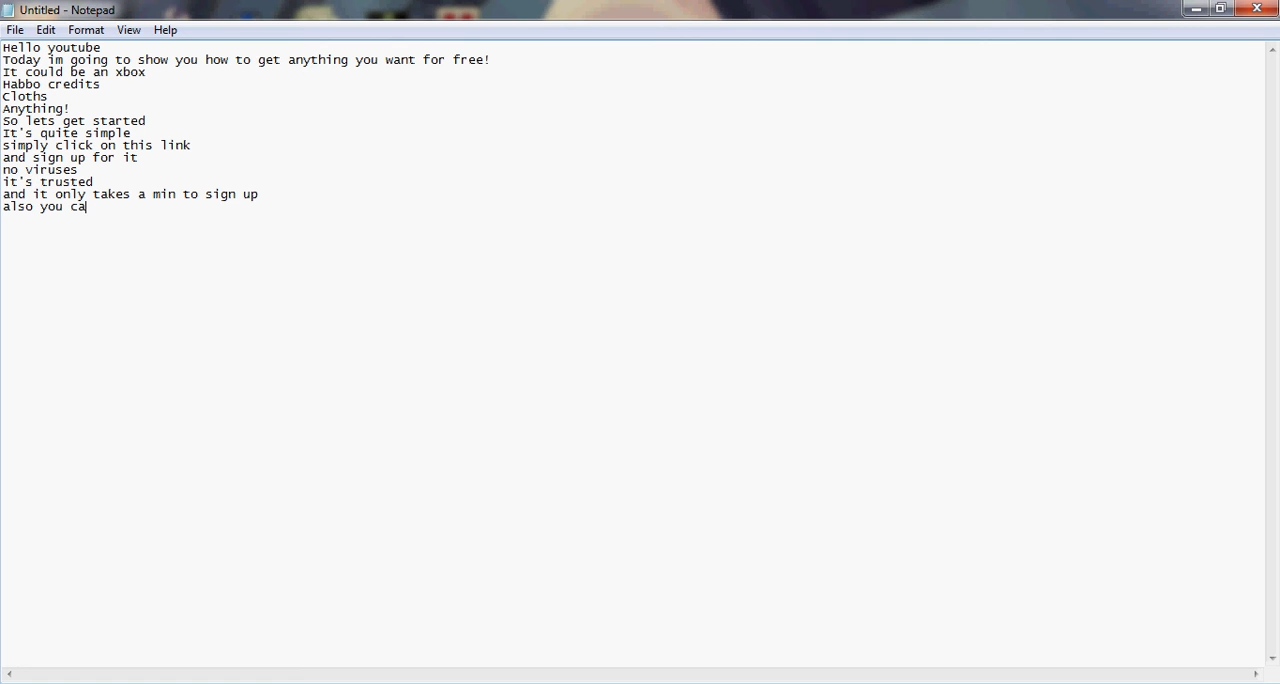 Untitled - Notepad
File Edit Format View Help
Hello youtube
Today im going to show you how to get anything you want for free!
It could be an xbox
Habbo credits
Cloths
Anything!
So lets get started
It's quite simple
simply click on this link
and sign up for it
no viruses
it's trusted
and it only takes a min to sign up
also you ca